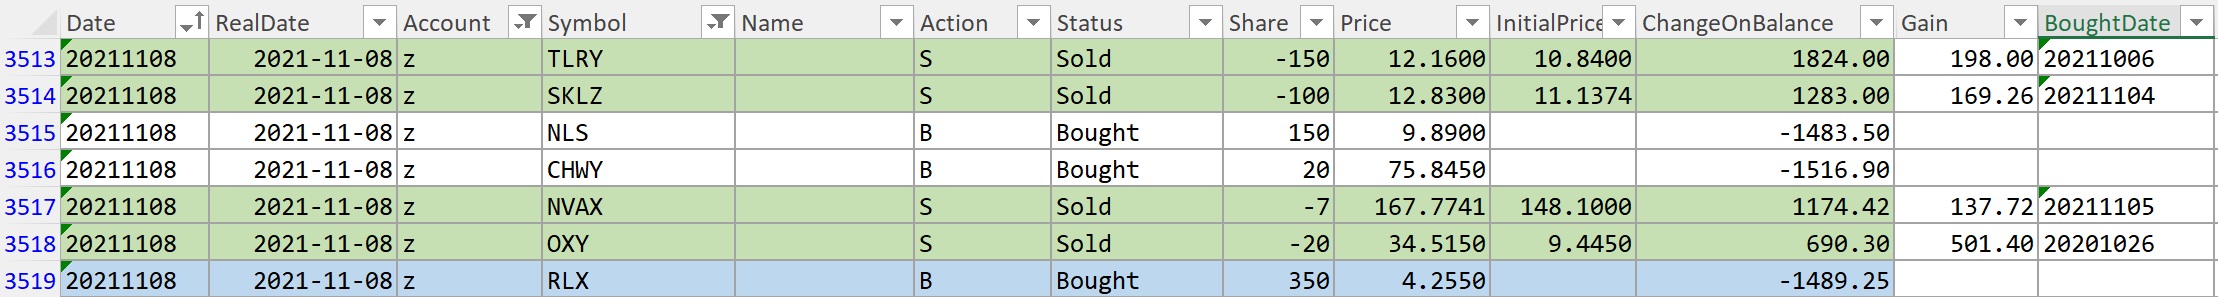 Date RealDate Account Symbol Name Action Status Share Price InitialPrice ChangeOnBalance Gain BoughtDate
3513 20211108 2021-11-08 z TLRY S Sold -150 12.1600 10.8400 1824.00 198.00 20211006
3514 20211108 2021-11-08 z SKLZ S Sold -100 12.8300 11.1374 1283.00 169.26 20211104
3515 20211108 2021-11-08 z NLS B Bought 150 9.8900 -1483.50
3516 20211108 2021-11-08 z CHWY B Bought 20 75.8450 -1516.90
3517 20211108 2021-11-08 z NVAX S Sold -7 167.7741 148.1000 1174.42 137.72 20211105
3518 20211108 2021-11-08 z OXY S Sold -20 34.5150 9.4450 690.30 501.40 20201026
3519 20211108 2021-11-08 z RLX B Bought 350 4.2550 -1489.25